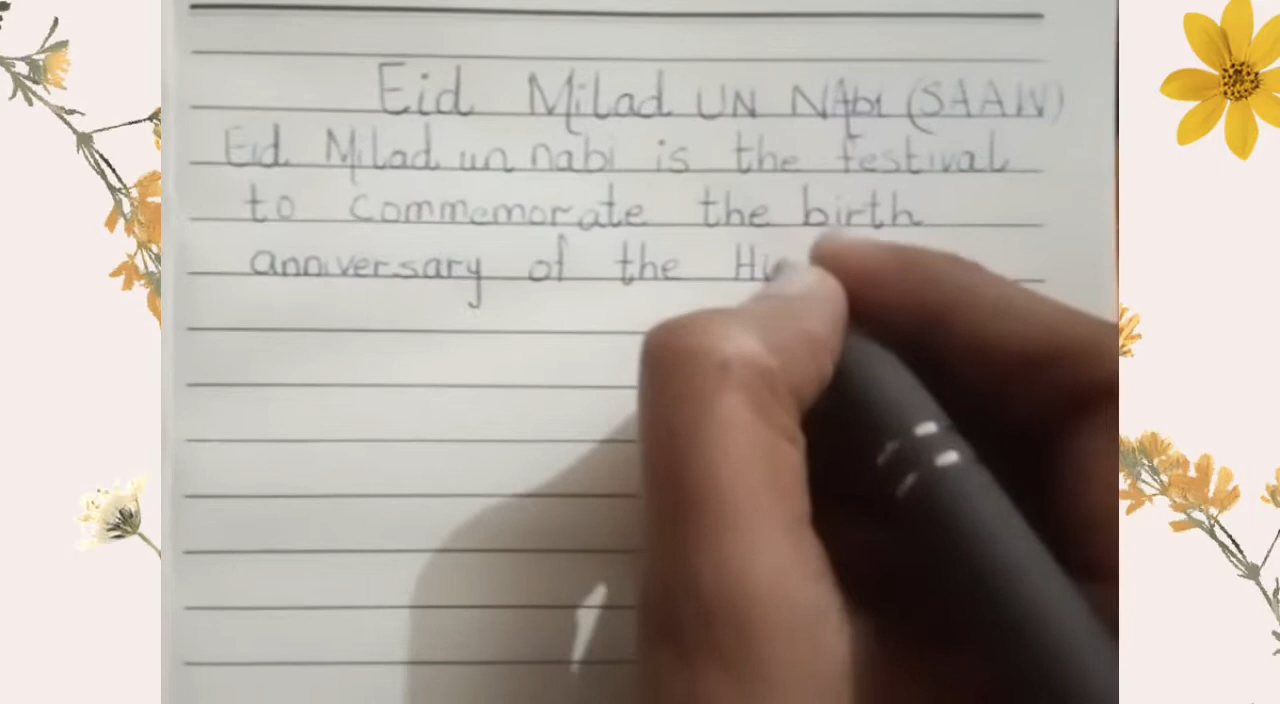 Eid Milad UN NAbi (SAAW)
Eid Milad un nabi is the festival
to commemorate the birth
anniversary of the